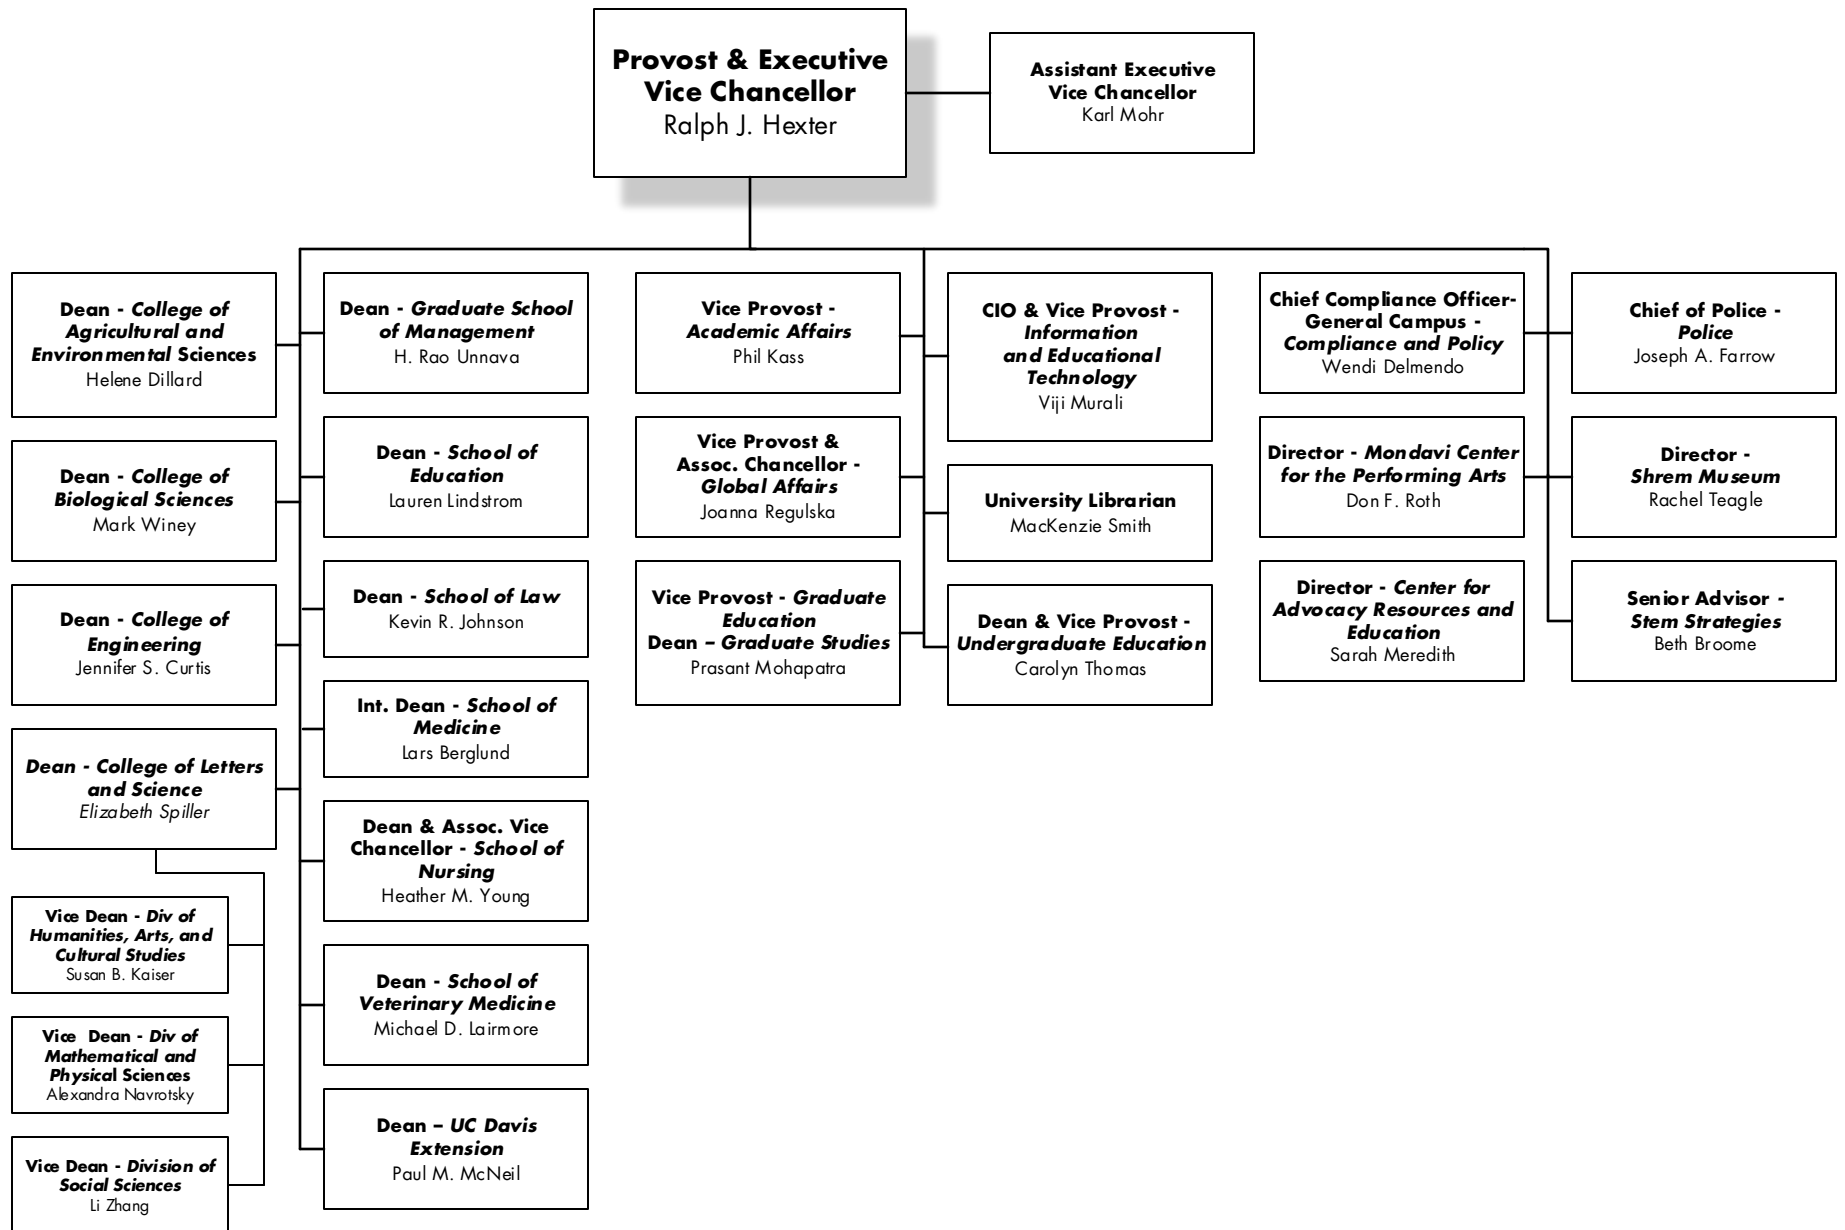 Provost & Executive
Vice Chancellor
Ralph J. Hexter
Assistant Executive
Vice Chancellor
Karl Mohr
Dean - College of
Agricultural and
Environmental Sciences
Helene Dillard
Dean - College of
Biological Sciences
Mark Winey
Dean - College of
Engineering
Jennifer S. Curtis
Dean - College of Letters
and Science
Elizabeth Spiller
Vice Dean - Div of
Humanities, Arts, and
Cultural Studies
Susan B. Kaiser
Vice Dean - Div of
Mathematical and
Physical Sciences
Alexandra Navrotsky
Vice Dean - Division of
Social Sciences
Li Zhang
Dean - Graduate School
of Management
H. Rao Unnava
Dean - School of
Education
Lauren Lindstrom
Dean - School of Law
Kevin R. Johnson
Int. Dean - School of
Medicine
Lars Berglund
Dean & Assoc. Vice
Chancellor - School of
Nursing
Heather M. Young
Dean - School of
Veterinary Medicine
Michael D. Lairmore
Dean – UC Davis
Extension
Paul M. McNeil
Vice Provost -
Academic Affairs
Phil Kass
Vice Provost &
Assoc. Chancellor -
Global Affairs
Joanna Regulska
Vice Provost - Graduate
Education
Dean – Graduate Studies
Prasant Mohapatra
CIO & Vice Provost -
Information
and Educational
Technology
Viji Murali
University Librarian
MacKenzie Smith
Dean & Vice Provost -
Undergraduate Education
Carolyn Thomas
Chief Compliance Officer-
General Campus -
Compliance and Policy
Wendi Delmendo
Director - Mondavi Center
for the Performing Arts
Don F. Roth
Director - Center for
Advocacy Resources and
Education
Sarah Meredith
Chief of Police -
Police
Joseph A. Farrow
Director -
Shrem Museum
Rachel Teagle
Senior Advisor -
Stem Strategies
Beth Broome